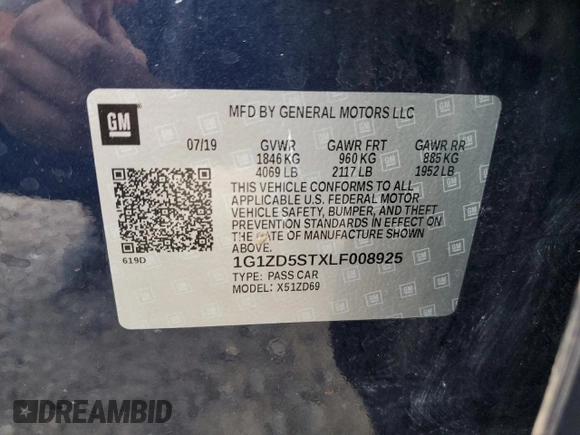 GM
MFD BY GENERAL MOTORS LLC
07/19 GVWR GAWR FRT GAWR RR
1846 KG 960 KG 885 KG
4069 LB 2117 LB 1952 LB
THIS VEHICLE CONFORMS TO ALL
APPLICABLE U.S. FEDERAL MOTOR
VEHICLE SAFETY, BUMPER, AND THEFT
PREVENTION STANDARDS IN EFFECT ON
THE DATE OF MANUFACTURE SHOWN
ABOVE.
619D
1G1ZD5STXLF008925
TYPE: PASS CAR
MODEL: X51ZD69
DREAMBID